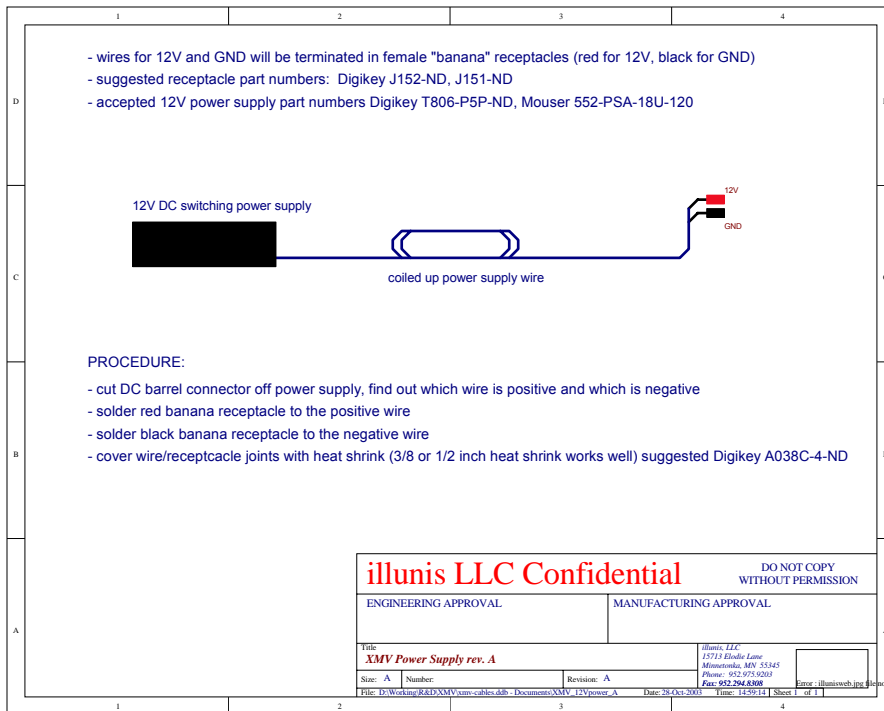 1 2 3 4
- wires for 12V and GND will be terminated in female "banana" receptacles (red for 12V, black for GND)
- suggested receptacle part numbers: Digikey J152-ND, J151-ND
D
- accepted 12V power supply part numbers Digikey T806-P5P-ND, Mouser 552-PSA-18U-120
12V
12V DC switching power supply
GND
C
coiled up power supply wire
PROCEDURE:
- cut DC barrel connector off power supply, find out which wire is positive and which is negative
- solder red banana receptacle to the positive wire
- solder black banana receptacle to the negative wire
B
- cover wire/receptcacle joints with heat shrink (3/8 or 1/2 inch heat shrink works well) suggested Digikey A038C-4-ND
illunis LLC Confidential
DO NOT COPY
WITHOUT PERMISSION
ENGINEERING APPROVAL
MANUFACTURING APPROVAL
A
Title
XMV Power Supply rev. A
illunis, LLC
15713 Elodie Lane
Minnetonka, MN 55345
Phone: 952.975.9203
Fax: 952.294.8308
Size: A Number: Revision: A
Error : illunisweb.jpg file no
File: D:\Working\R&D\XMV\xmv-cables.ddb - Documents\XMV_12Vpower_A Date: 28-Oct-2003 Time: 14:59:14 Sheet 1 of 1
1 2 3 4